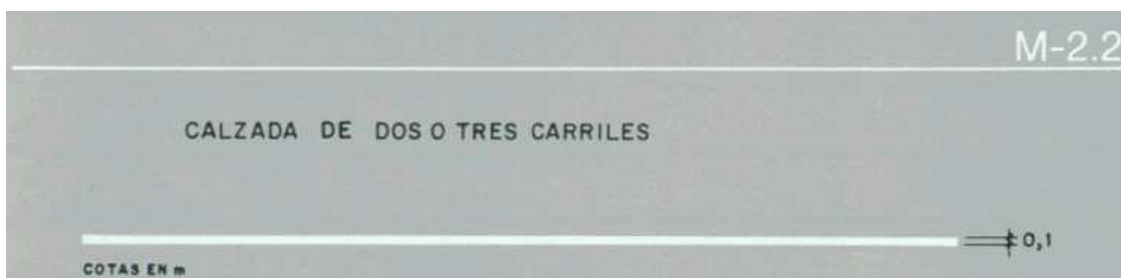 M-2.2
CALZADA DE DOS O TRES CARRILES
0,1
COTAS EN m